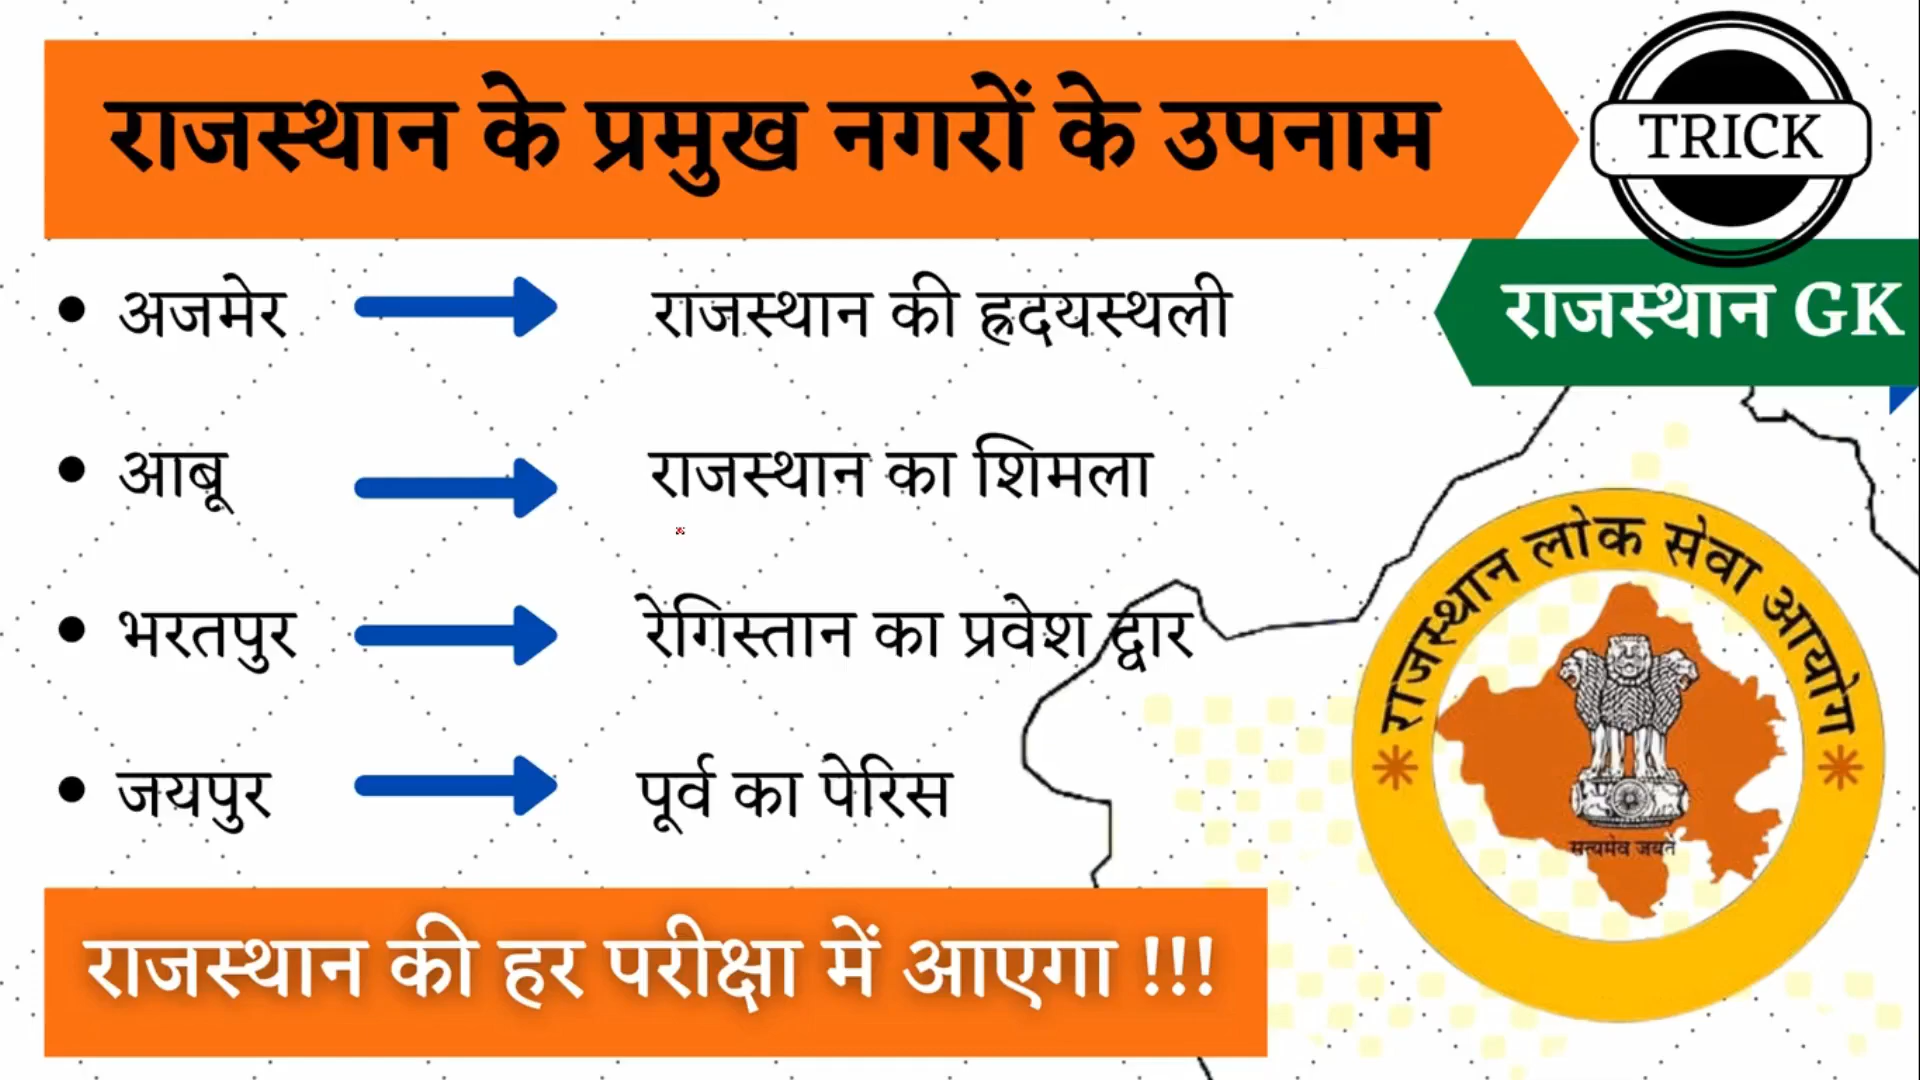 राजस्थान के प्रमुख नगरों के उपनाम
TRICK
राजस्थान GK
• अजमेर राजस्थान की ह्रदयस्थली
• आबू राजस्थान का शिमला
• भरतपुर रेगिस्तान का प्रवेश द्वार
• जयपुर पूर्व का पेरिस
राजस्थान लोक सेवा आयोग
सत्यमेव जयते
राजस्थान की हर परीक्षा में आएगा !!!